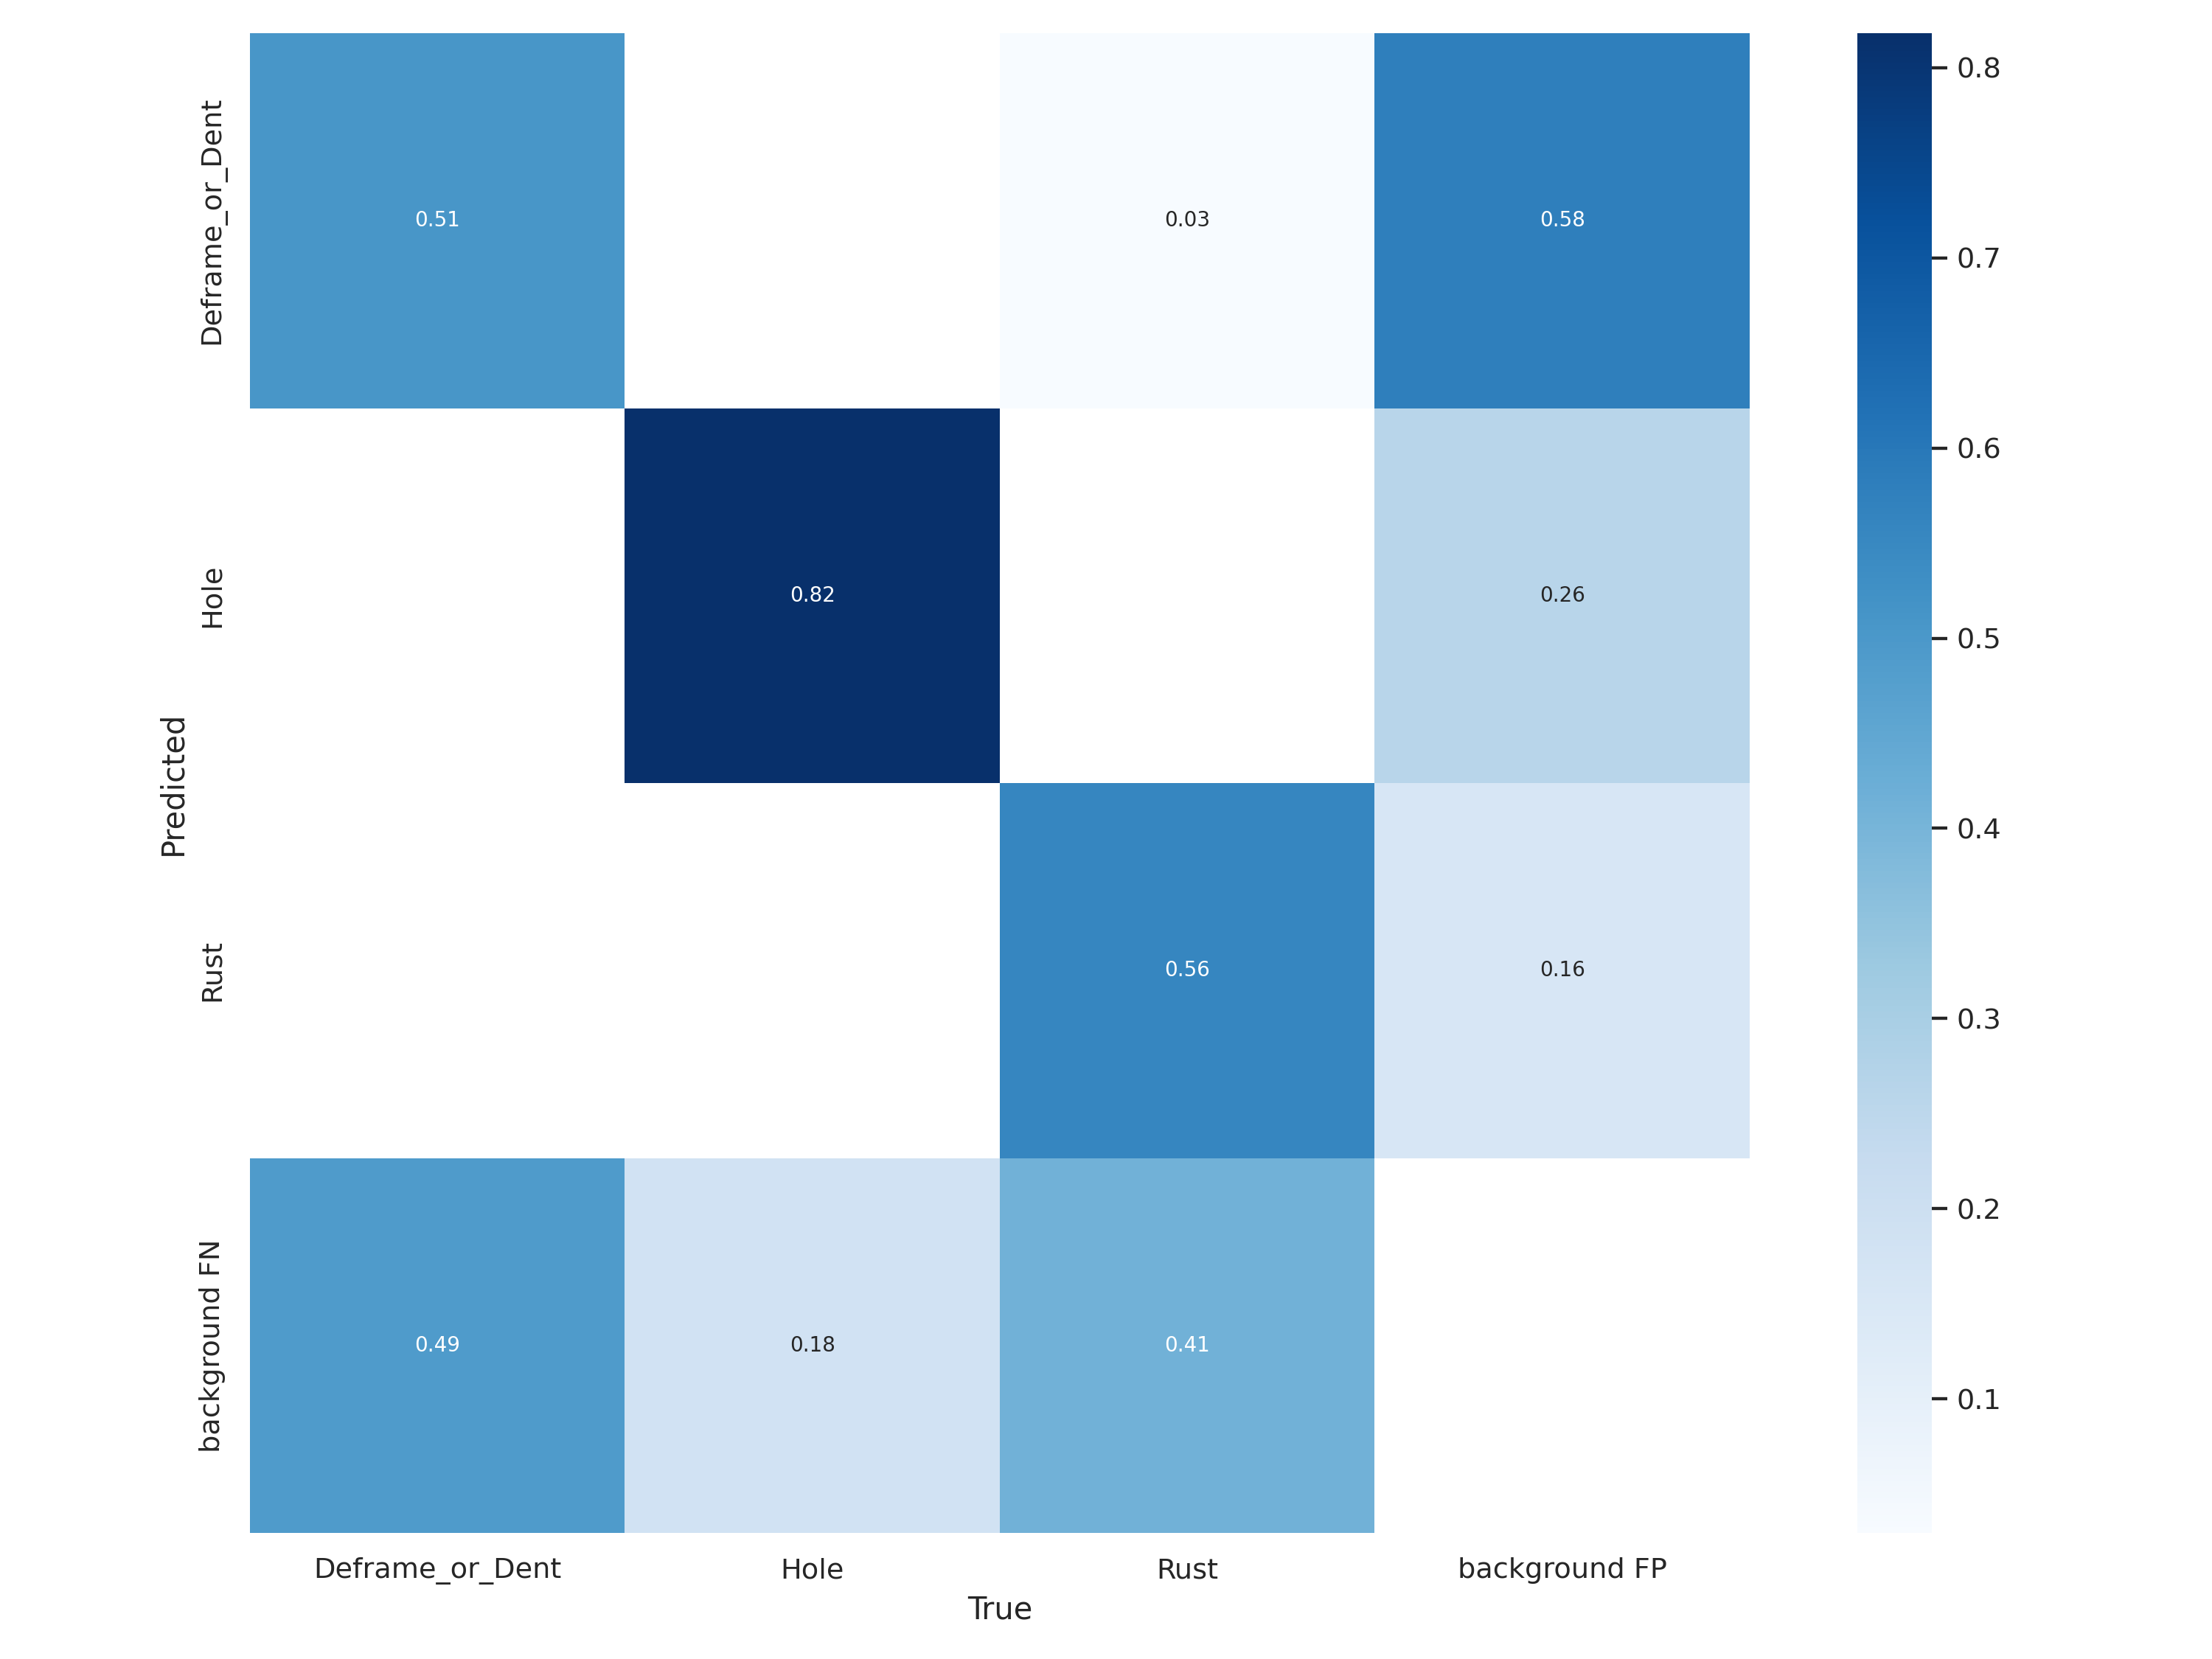 Deframe_or_Dent
0.51
0.03
0.58
Hole
0.82
0.26
Rust
0.56
0.16
background FN
0.49
0.18
0.41
Predicted
Deframe_or_Dent
Hole
Rust
background FP
True
0.8
0.7
0.6
0.5
0.4
0.3
0.2
0.1